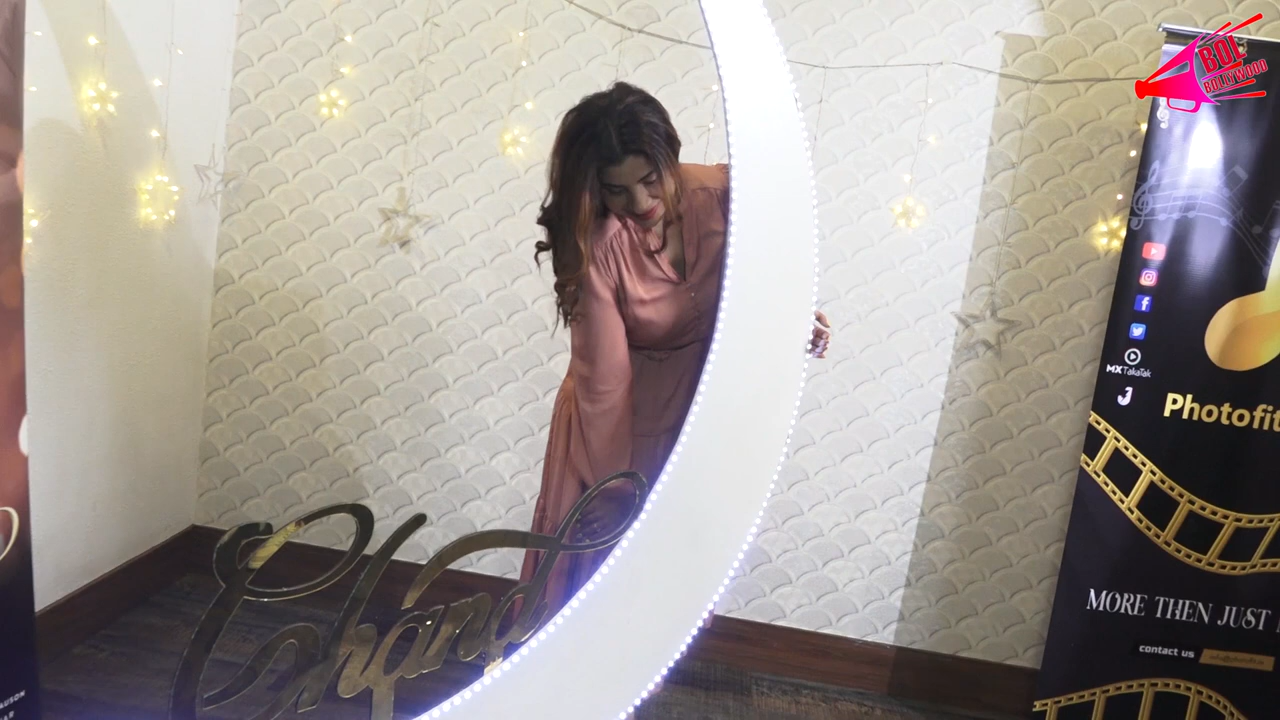 BOL
BOLLYWOOD
MX TakaTak
Photofit
MORE THEN JUST
contact us
Chand